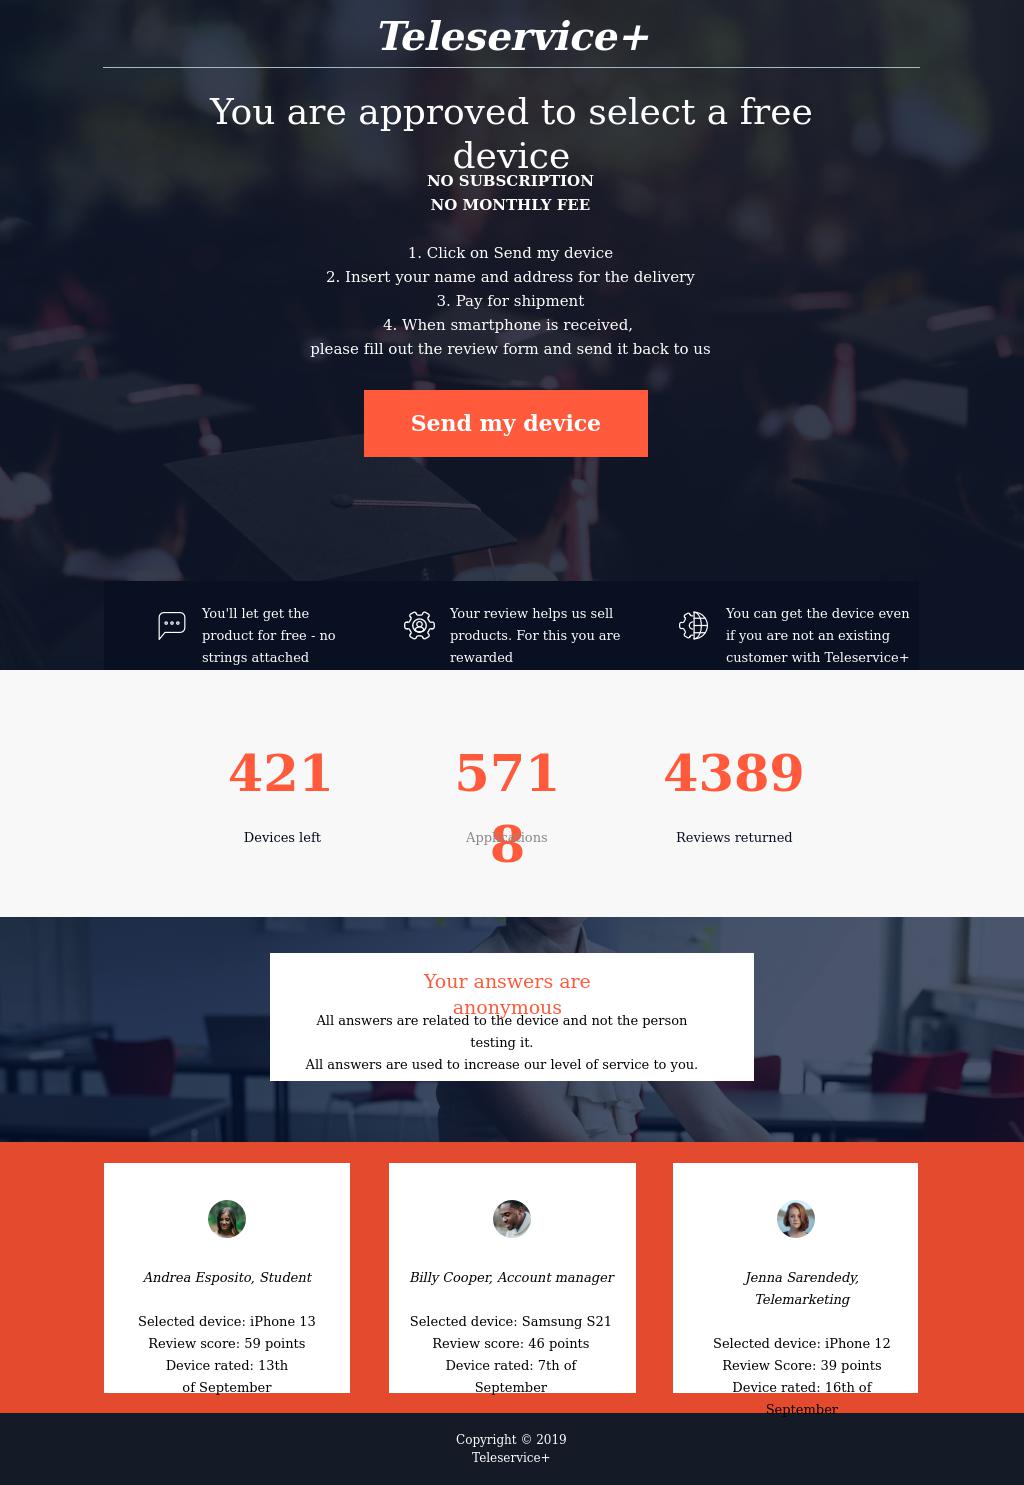 Teleservice+
You are approved to select a free
device
NO SUBSCRIPTION
NO MONTHLY FEE
1. Click on Send my device
2. Insert your name and address for the delivery
3. Pay for shipment
4. When smartphone is received,
please fill out the review form and send it back to us
Send my device
You'll let get the
product for free - no
strings attached
Your review helps us sell
products. For this you are
rewarded
You can get the device even
if you are not an existing
customer with Teleservice+
421
Devices left
571
8
Applications
4389
Reviews returned
Your answers are
anonymous
All answers are related to the device and not the person
testing it.
All answers are used to increase our level of service to you.
Andrea Esposito, Student
Selected device: iPhone 13
Review score: 59 points
Device rated: 13th
of September
Billy Cooper, Account manager
Selected device: Samsung S21
Review score: 46 points
Device rated: 7th of
September
Jenna Sarendedy,
Telemarketing
Selected device: iPhone 12
Review Score: 39 points
Device rated: 16th of
September
Copyright © 2019
Teleservice+